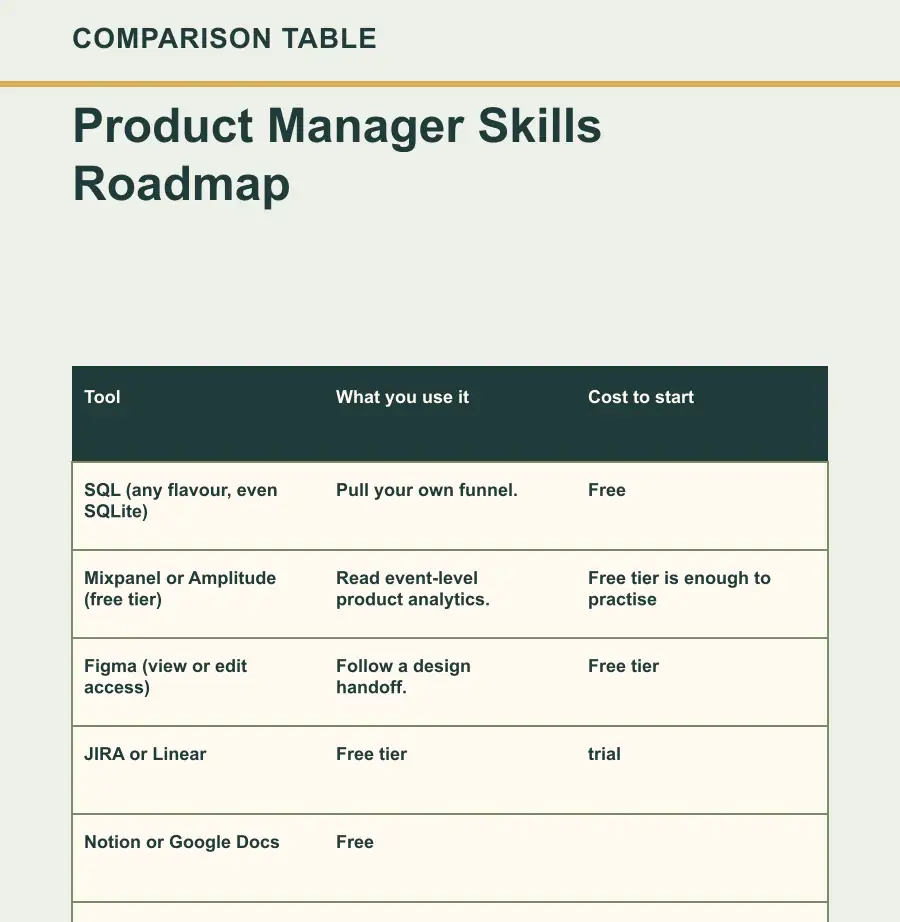 COMPARISON TABLE
Product Manager Skills
Roadmap
Tool What you use it Cost to start
SQL (any flavour, even Pull your own funnel. Free
SQLite)
Mixpanel or Amplitude Read event-level Free tier is enough to
(free tier) product analytics. practise
Figma (view or edit Follow a design Free tier
access) handoff.
JIRA or Linear Free tier trial
Notion or Google Docs Free